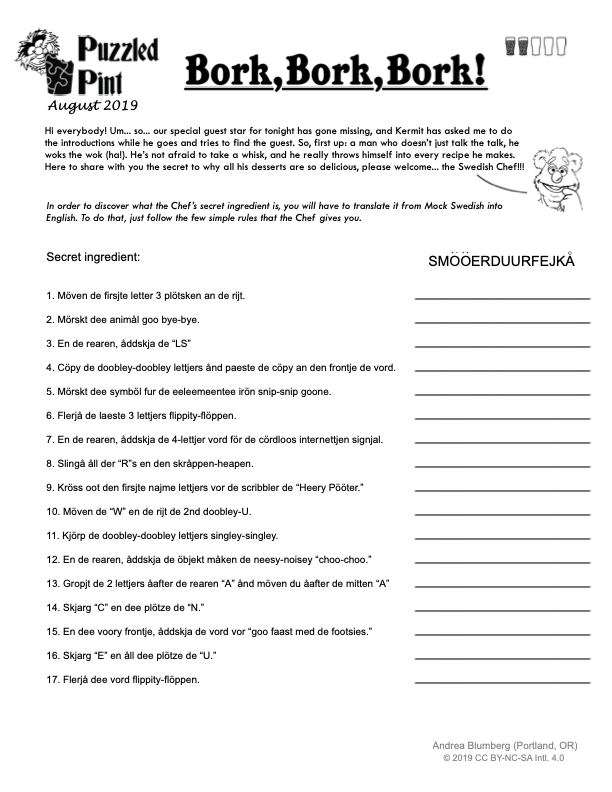 Puzzled
Pint
August 2019
Bork,Bork,Bork!
Hi everybody! Um... so... our special guest star for tonight has gone missing, and Kermit has asked me to do
the introductions while he goes and tries to find the guest. So, first up: a man who doesn't just talk the talk, he
woks the wok (ha!). He's not afraid to take a whisk, and he really throws himself into every recipe he makes.
Here to share with you the secret to why all his desserts are so delicious, please welcome... the Swedish Chef!!!
In order to discover what the Chef's secret ingredient is, you will have to translate it from Mock Swedish into
English. To do that, just follow the few simple rules that the Chef gives you.
Secret ingredient:
SMÖÖERDUURFEJKÅ
1. Möven de firsjte letter 3 plötsken an de rijt.
2. Mörskt dee animål goo bye-bye.
3. En de rearen, åddskja de "LS"
4. Cöpy de doobley-doobley lettjers ånd paeste de cöpy an den frontje de vord.
5. Mörskt dee symböl fur de eeleemeentee irön snip-snip goone.
6. Flerjå de laeste 3 lettjers flippity-flöppen.
7. En de rearen, åddskja de 4-lettjer vord för de cördloos internettjen signjal.
8. Slingå åll der "R"s en den skråppen-heapen.
9. Kröss oot den firsjte najme lettjers vor de scribbler de "Heery Pööter."
10. Möven de "W" en de rijt de 2nd doobley-U.
11. Kjörp de doobley-doobley lettjers singley-singley.
12. En de rearen, åddskja de öbjekt måken de neesy-noisey "choo-choo."
13. Gropjt de 2 lettjers åafter de rearen "A" ånd möven du åafter de mitten "A"
14. Skjarg "C" en dee plötze de "N."
15. En dee voory frontje, åddskja de vord vor "goo faast med de footsies."
16. Skjarg "E" en åll dee plötze de "U."
17. Flerjå dee vord flippity-flöppen.
Andrea Blumberg (Portland, OR)
© 2019 CC BY-NC-SA Intl. 4.0